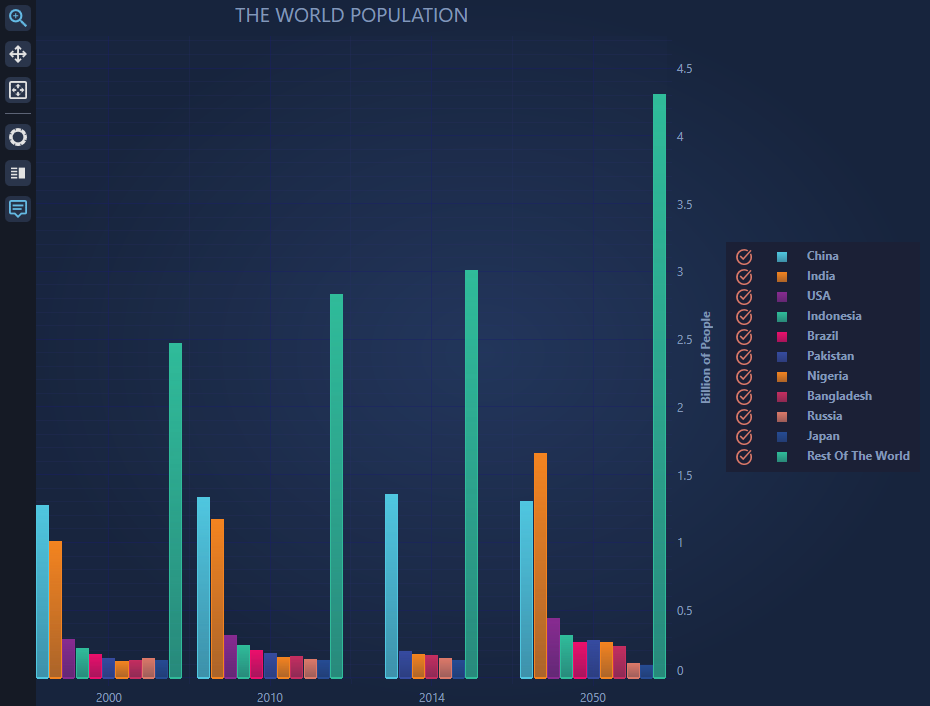 THE WORLD POPULATION
4.5
4
3.5
3
2.5
2
1.5
1
0.5
0
Billion of People
2000
2010
2014
2050
China
India
USA
Indonesia
Brazil
Pakistan
Nigeria
Bangladesh
Russia
Japan
Rest Of The World